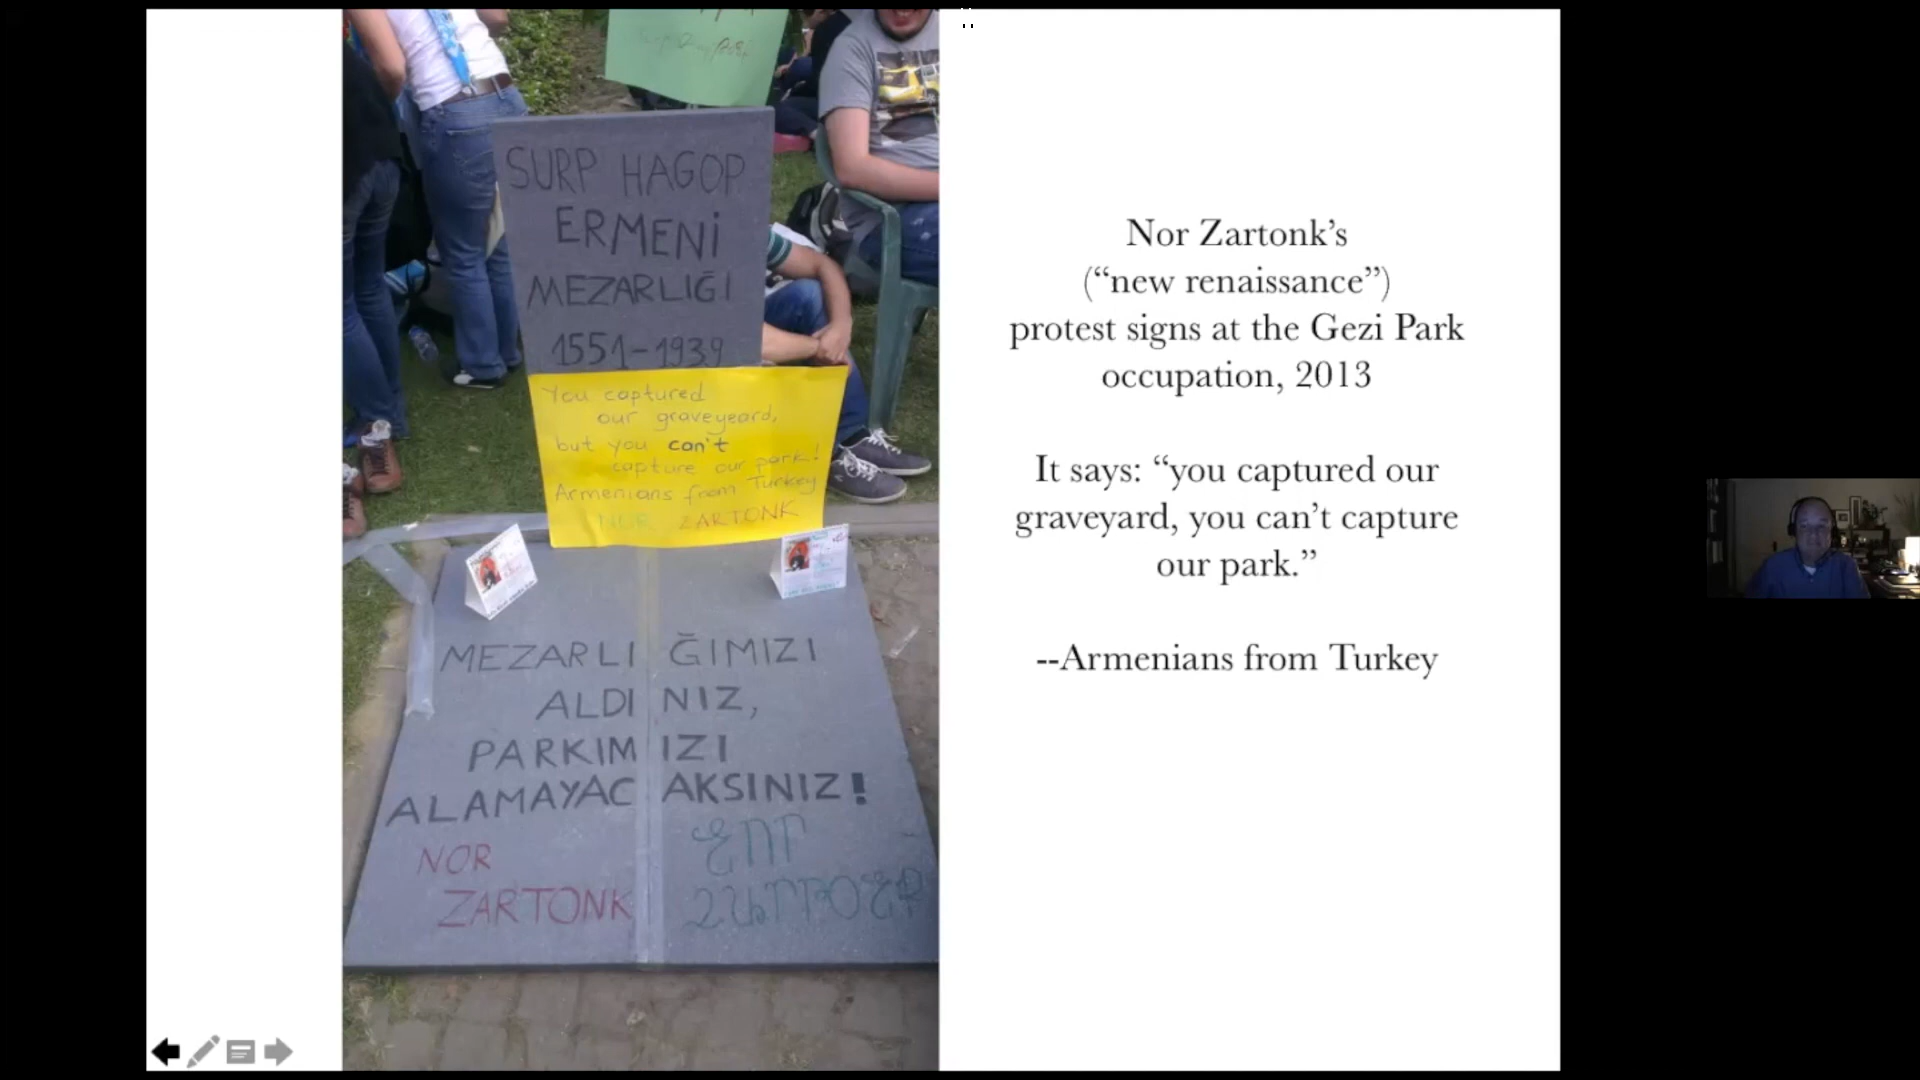 SURP HAGOP
ERMENİ
MEZARLIĞI
1551-1939
You captured
our graveyeard,
but you can't
capture our park!
Armenians from Turkey
NOR ZARTONK
MEZARLIĞIMIZI
ALDINIZ,
PARKIMIZI
ALAMAYACAKSINIZ!
NOR
ZARTONK
ՆՈՐ
ԶԱՐԹՕՆՔ
Nor Zartonk’s
(“new renaissance”)
protest signs at the Gezi Park
occupation, 2013
It says: “you captured our
graveyard, you can’t capture
our park.”
--Armenians from Turkey